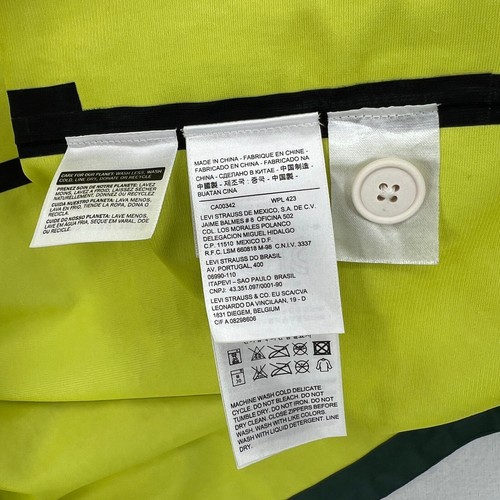 CARE FOR OUR PLANET: WASH LESS, WASH
COLD, LINE DRY, DONATE OR RECYCLE.
PRENEZ SOIN DE NOTRE PLANETE: LAVEZ
MOINS, LAVEZ À FROID, LAISSEZ SÉCHER
NATURELLEMENT, DONNEZ OU RECYCLEZ
CUIDA NUESTRO PLANETA: LAVA MENOS,
LAVA EN FRÍO, TIENDE LA ROPA, DONA O
RECICLA.
CUIDE DO NOSSO PLANETA: LAVE MENOS,
LAVE EM ÁGUA FRIA, SEQUE EM VARAL, DOE
OU RECICLE.
MADE IN CHINA - FABRIQUE EN CHINE -
FABRICADO EN CHINA - FABRICADO NA
CHINA - СДЕЛАНО В КИТАЕ - 中国制造 -
中國製 - 제조국 : 중국 - 中国製 -
BUATAN CINA
CA00342 WPL 423
LEVI STRAUSS DE MEXICO, S.A. DE C.V.
JAIME BALMES # 8 OFICINA 502
COL. LOS MORALES POLANCO
DELEGACION MIGUEL HIDALGO
C.P. 11510 MEXICO D.F.
R.F.C. LSM 660818 M-98 C.N.I.V. 3337
LEVI STRAUSS DO BRASIL
AV. PORTUGAL, 400
06990-110
ITAPEVI – SAO PAULO BRASIL
CNPJ: 43.351.097/0001-90
LEVI STRAUSS & CO. EU SCA/CVA
LEONARDO DA VINCILAAN, 19 - D
1831 DIEGEM, BELGIUM
CIF A 08298606
30
MACHINE WASH COLD DELICATE
CYCLE. DO NOT BLEACH. DO NOT
TUMBLE DRY. DO NOT IRON. DO NOT
DRY CLEAN. CLOSE ZIPPERS BEFORE
WASH. WASH WITH LIKE COLORS.
WASH WITH LIQUID DETERGENT. LINE
DRY.